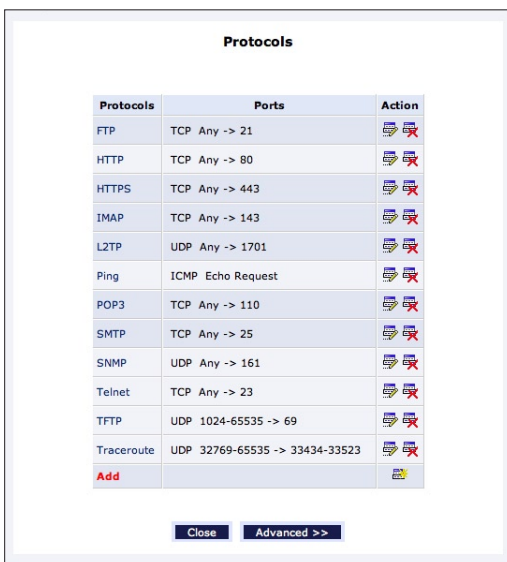 Protocols
Protocols Ports Action
FTP TCP Any -> 21
HTTP TCP Any -> 80
HTTPS TCP Any -> 443
IMAP TCP Any -> 143
L2TP UDP Any -> 1701
Ping ICMP Echo Request
POP3 TCP Any -> 110
SMTP TCP Any -> 25
SNMP UDP Any -> 161
Telnet TCP Any -> 23
TFTP UDP 1024-65535 -> 69
Traceroute UDP 32769-65535 -> 33434-33523
Add
Close Advanced >>